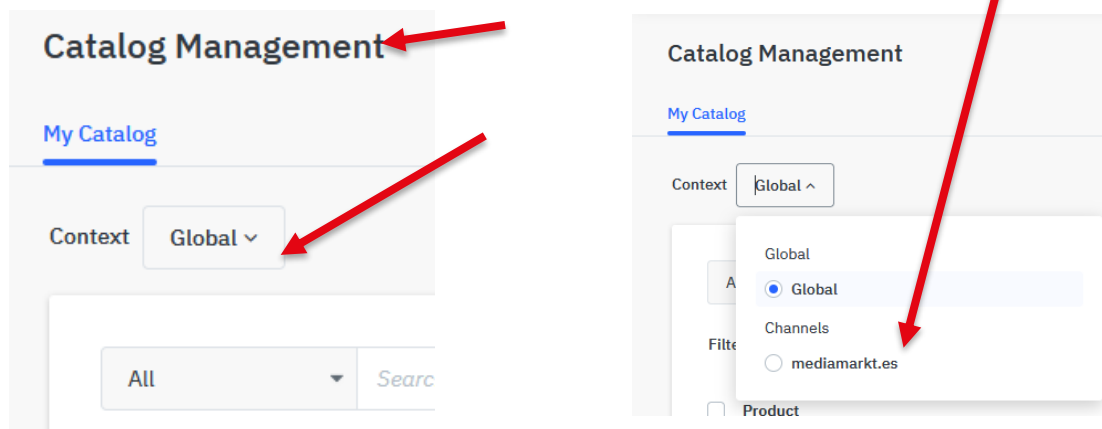 Catalog Management
My Catalog
Context Global
All Searc
Catalog Management
My Catalog
Context Global
Global
A Global
Channels
Filte
mediamarkt.es
Product